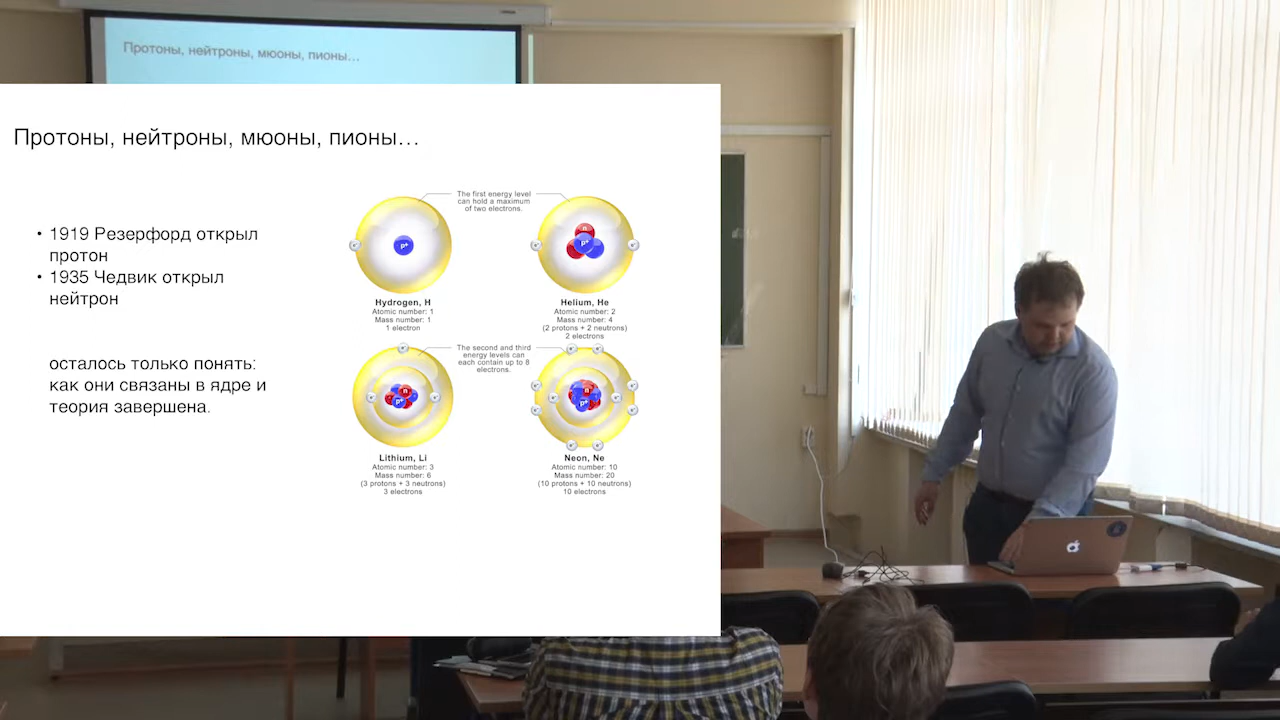 Протоны, нейтроны, мюоны, пионы...
Протоны, нейтроны, мюоны, пионы...
• 1919 Резерфорд открыл
протон
• 1935 Чедвик открыл
нейтрон
осталось только понять:
как они связаны в ядре и
теория завершена.
The first energy level
can hold a maximum
of two electrons.
e-
p+
e-
n
p+
e-
Hydrogen, H
Atomic number: 1
Mass number: 1
1 electron
Helium, He
Atomic number: 2
Mass number: 4
(2 protons + 2 neutrons)
2 electrons
The second and third
energy levels can
each contain up to 8
electrons.
Lithium, Li
Atomic number: 3
Mass number: 6
(3 protons + 3 neutrons)
3 electrons
Neon, Ne
Atomic number: 10
Mass number: 20
(10 protons + 10 neutrons)
10 electrons